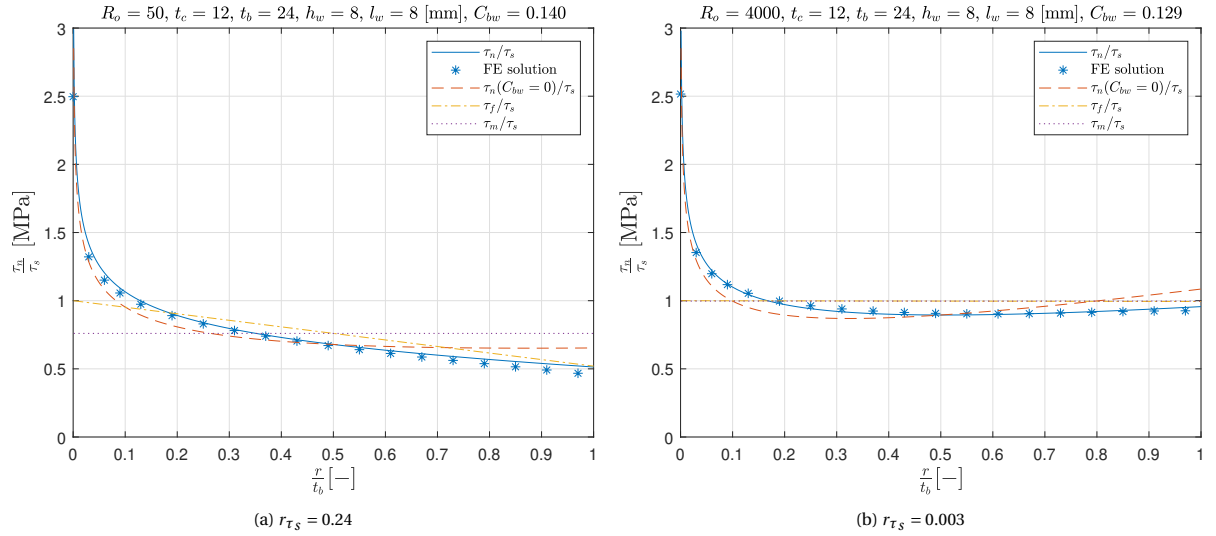 R_o = 50, t_c = 12, t_b = 24, h_w = 8, l_w = 8 [mm], C_bw = 0.140
3
2.5
2
1.5
1
0.5
0
τ_n/τ_s [MPa]
τ_n/τ_s
FE solution
τ_n(C_bw = 0)/τ_s
τ_f/τ_s
τ_m/τ_s
0 0.1 0.2 0.3 0.4 0.5 0.6 0.7 0.8 0.9 1
r/t_b [−]
(a) r_τs = 0.24
R_o = 4000, t_c = 12, t_b = 24, h_w = 8, l_w = 8 [mm], C_bw = 0.129
3
2.5
2
1.5
1
0.5
0
τ_n/τ_s [MPa]
τ_n/τ_s
FE solution
τ_n(C_bw = 0)/τ_s
τ_f/τ_s
τ_m/τ_s
0 0.1 0.2 0.3 0.4 0.5 0.6 0.7 0.8 0.9 1
r/t_b [−]
(b) r_τs = 0.003